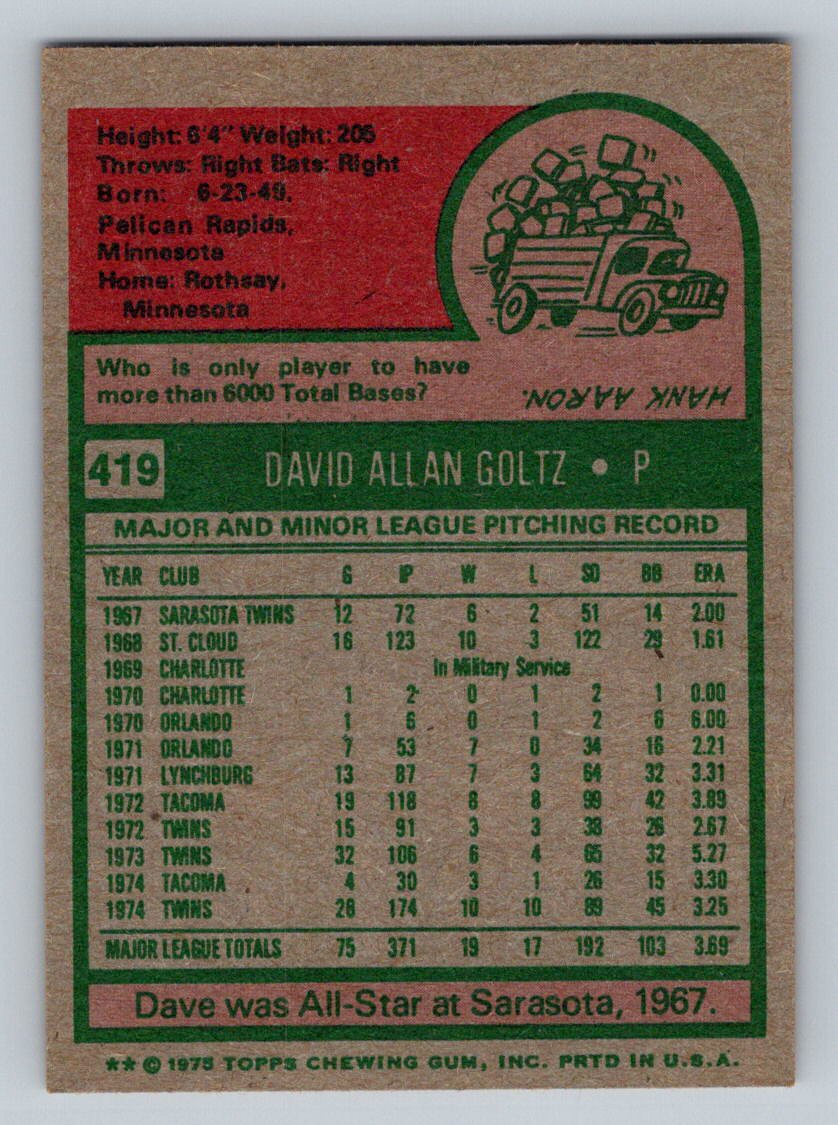 Height: 6'4" Weight: 205
Throws: Right Bats: Right
Born: 6-23-49,
Pelican Rapids,
Minnesota
Home: Rothsay,
Minnesota
Who is only player to have
more than 6000 Total Bases?
HANK AARON.
419 DAVID ALLAN GOLTZ • P
MAJOR AND MINOR LEAGUE PITCHING RECORD
YEAR CLUB G IP W L SO BB ERA
1967 SARASOTA TWINS 12 72 6 2 51 14 2.00
1968 ST. CLOUD 16 123 10 3 122 29 1.61
1969 CHARLOTTE In Military Service
1970 CHARLOTTE 1 2 0 1 2 1 0.00
1970 ORLANDO 1 6 0 1 2 6 6.00
1971 ORLANDO 7 53 7 0 34 16 2.21
1971 LYNCHBURG 13 87 7 3 64 32 3.31
1972 TACOMA 19 118 8 8 99 42 3.89
1972 TWINS 15 91 3 3 38 26 2.67
1973 TWINS 32 106 6 4 65 32 5.27
1974 TACOMA 4 30 3 1 26 15 3.30
1974 TWINS 28 174 10 10 89 45 3.25
MAJOR LEAGUE TOTALS 75 371 19 17 192 103 3.69
Dave was All-Star at Sarasota, 1967.
** © 1975 TOPPS CHEWING GUM, INC. PRTD IN U.S.A.